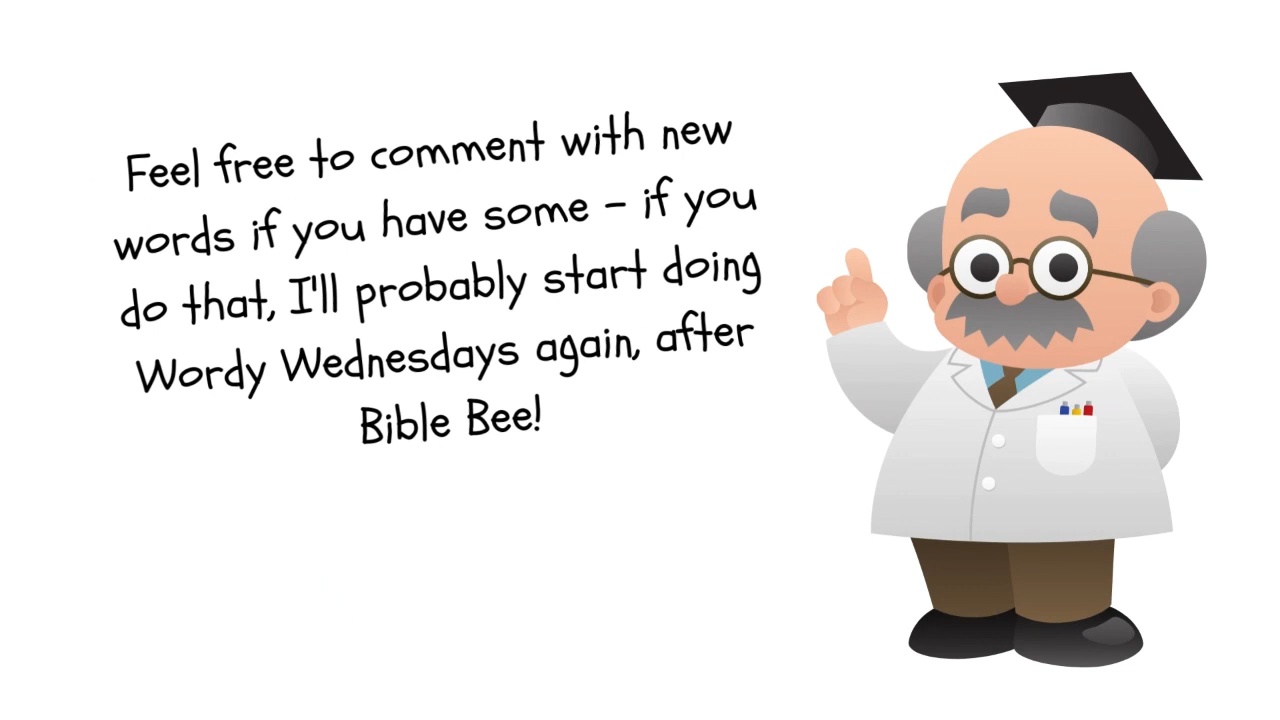 Feel free to comment with new
words if you have some – if you
do that, I'll probably start doing
Wordy Wednesdays again, after
Bible Bee!